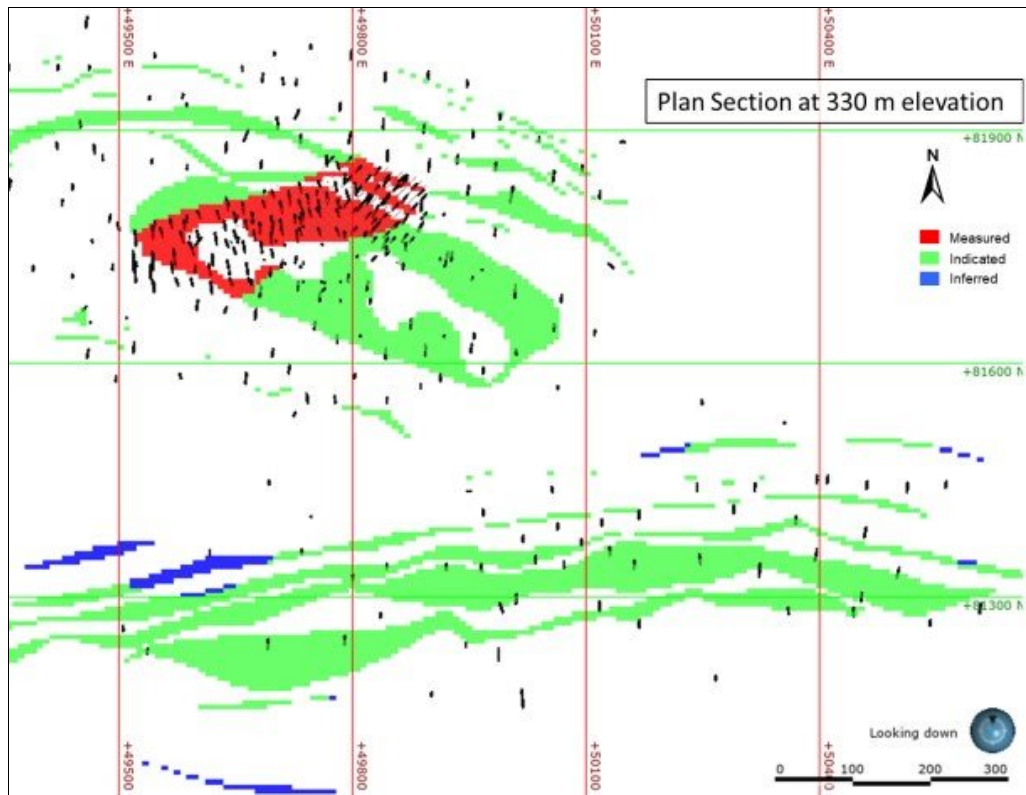 +49500 E
+49800 E
+50100 E
+50400 E
Plan Section at 330 m elevation
+81900 N
N
Measured
Indicated
Inferred
+81600 N
+81300 N
Looking down
+49500
+49800
+50100
0 100 200 300